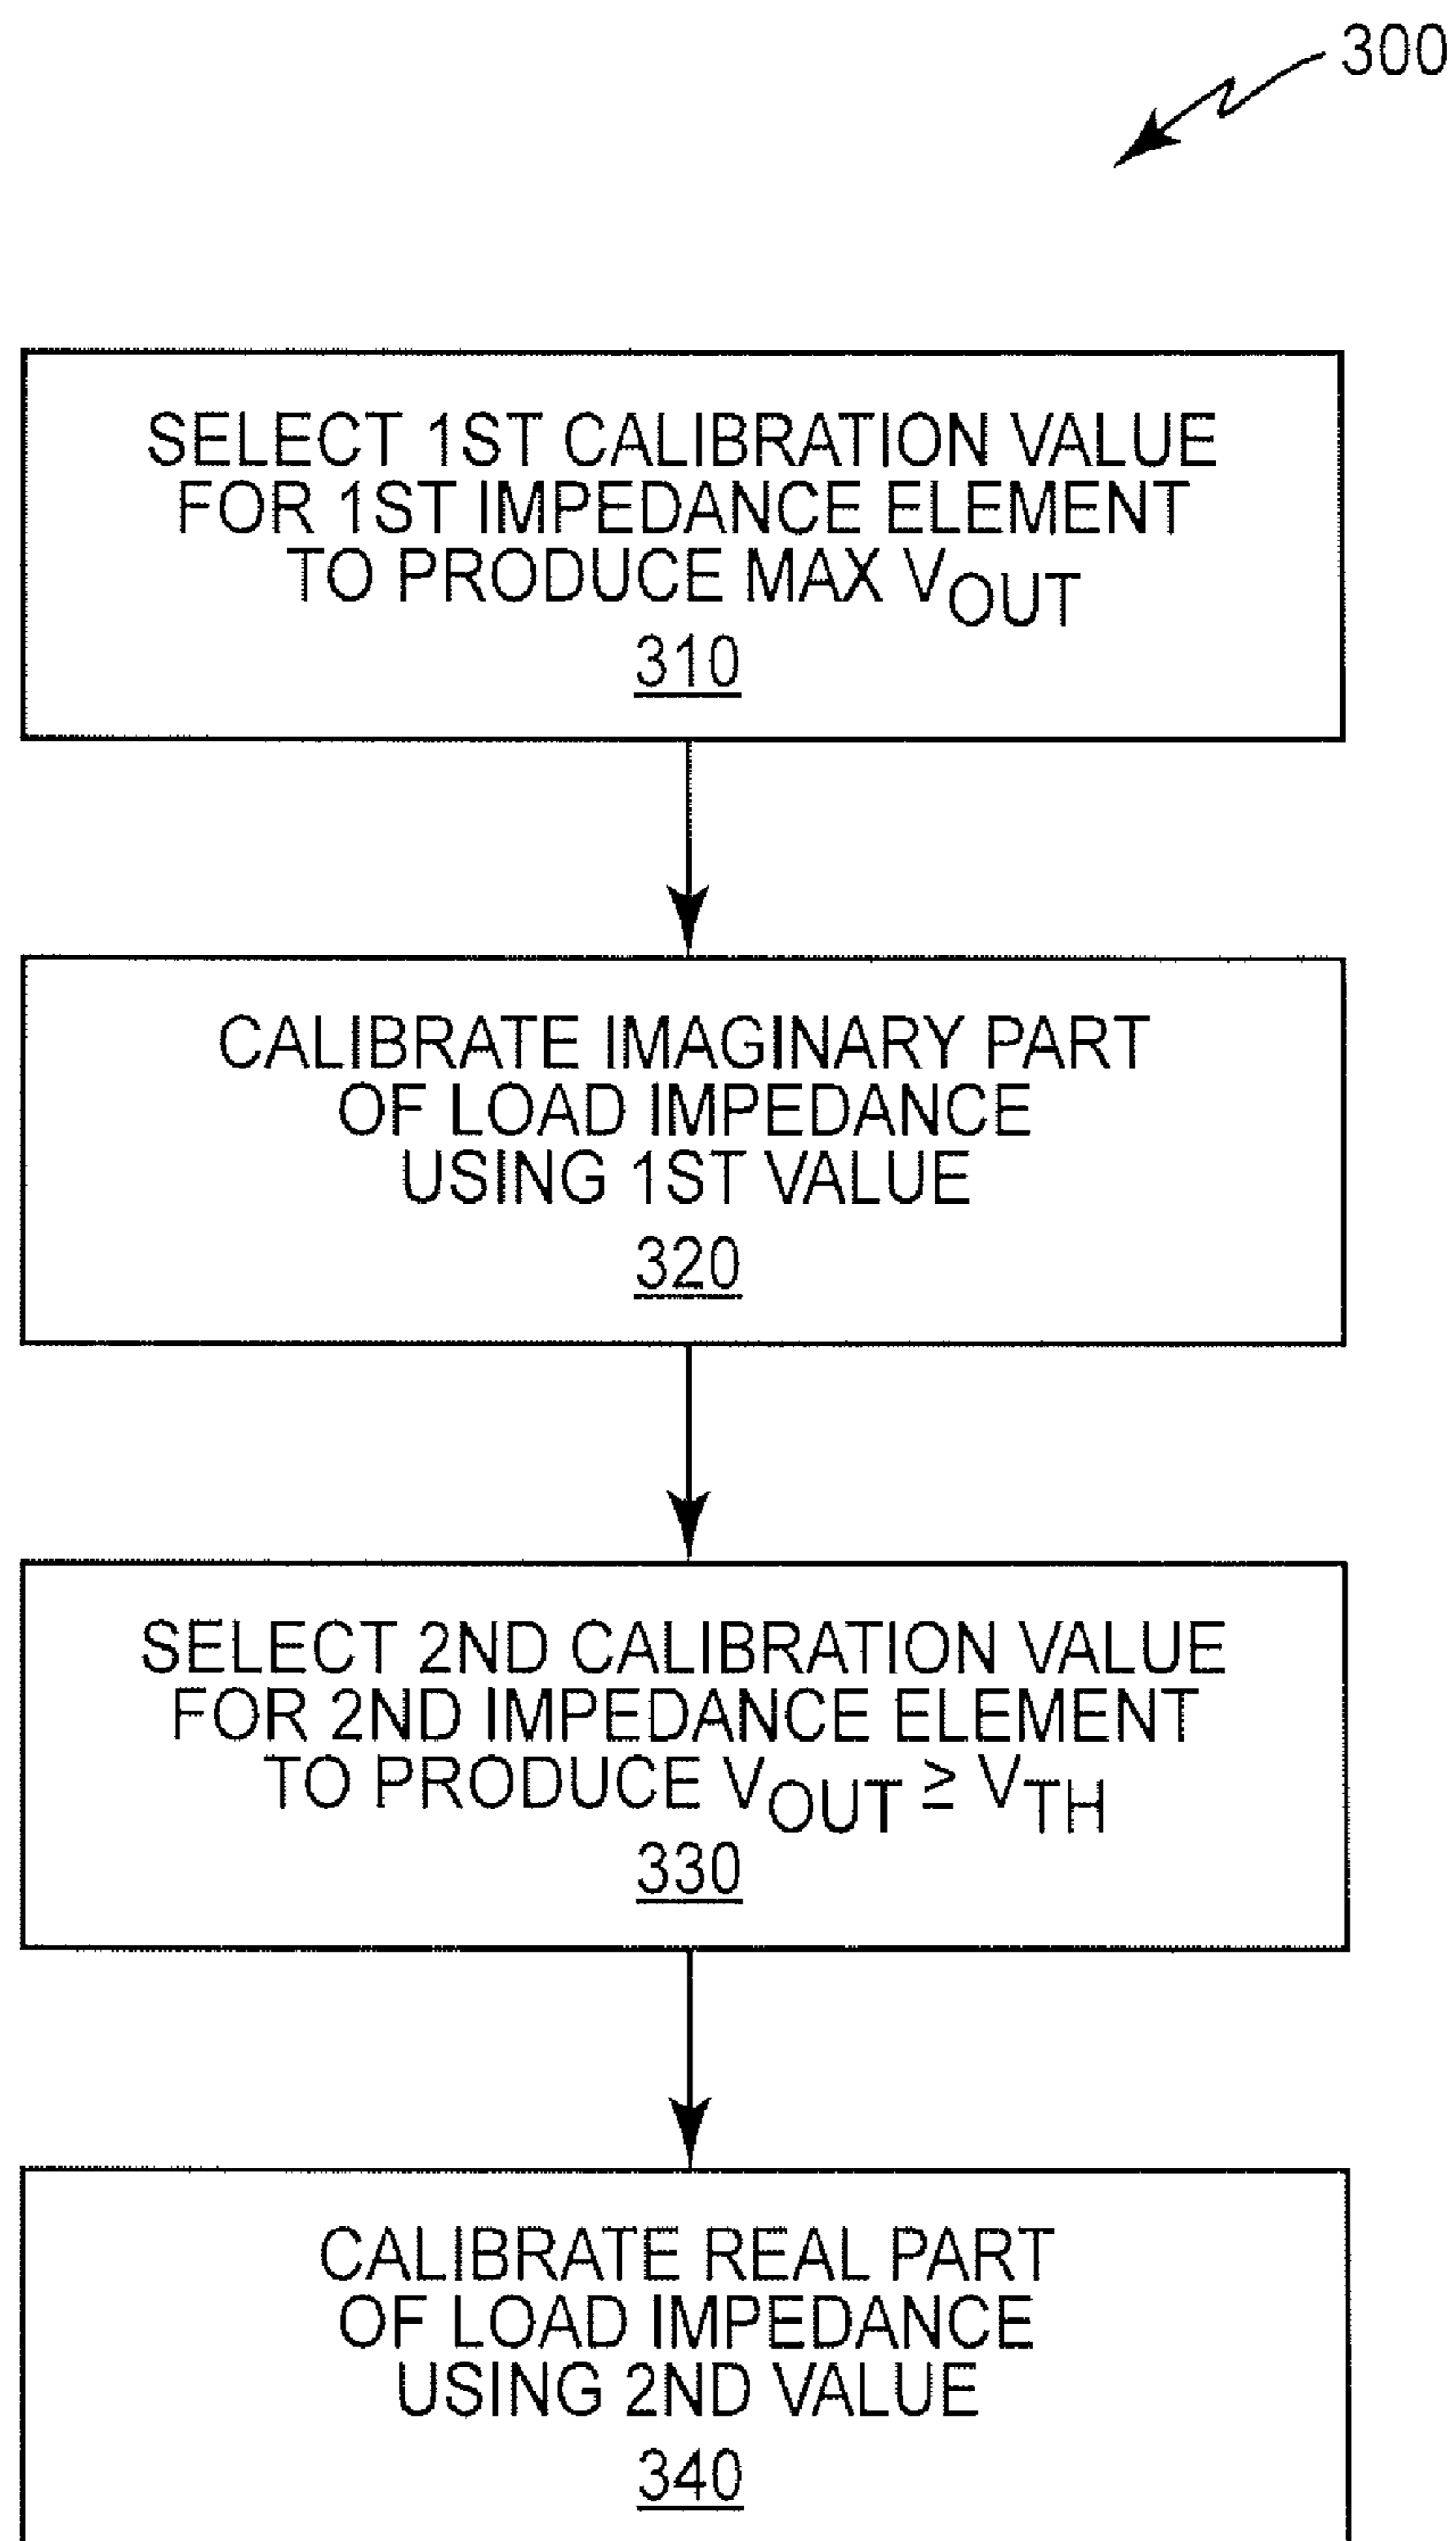 300
SELECT 1ST CALIBRATION VALUE
FOR 1ST IMPEDANCE ELEMENT
TO PRODUCE MAX VOUT
310
CALIBRATE IMAGINARY PART
OF LOAD IMPEDANCE
USING 1ST VALUE
320
SELECT 2ND CALIBRATION VALUE
FOR 2ND IMPEDANCE ELEMENT
TO PRODUCE VOUT ≥ VTH
330
CALIBRATE REAL PART
OF LOAD IMPEDANCE
USING 2ND VALUE
340